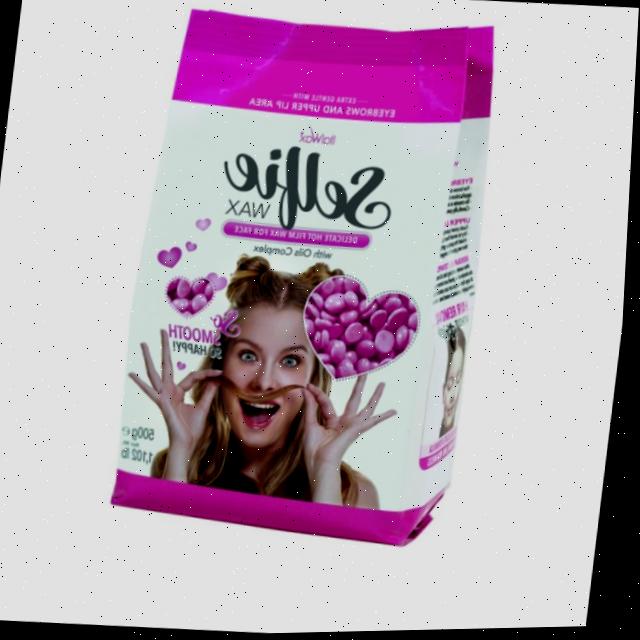 EXTRA GENTLE WITH
EYEBROWS AND UPPER LIP AREA
ItalWax
Selfie
WAX
DELICATE HOT FILM WAX FOR FACE
with Oils Complex
So
SMOOTH
SO HAPPY!
500g ℮
1,102 lb